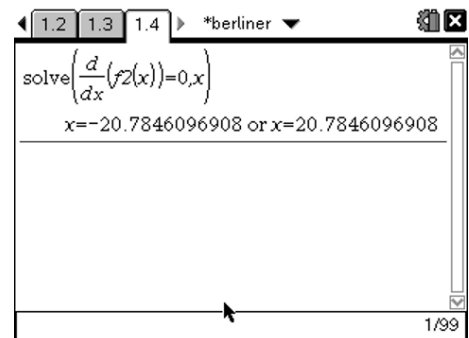 1.2 1.3 1.4 *berliner
solve(d/dx(f2(x))=0,x)
x=-20.7846096908 or x=20.7846096908
1/99